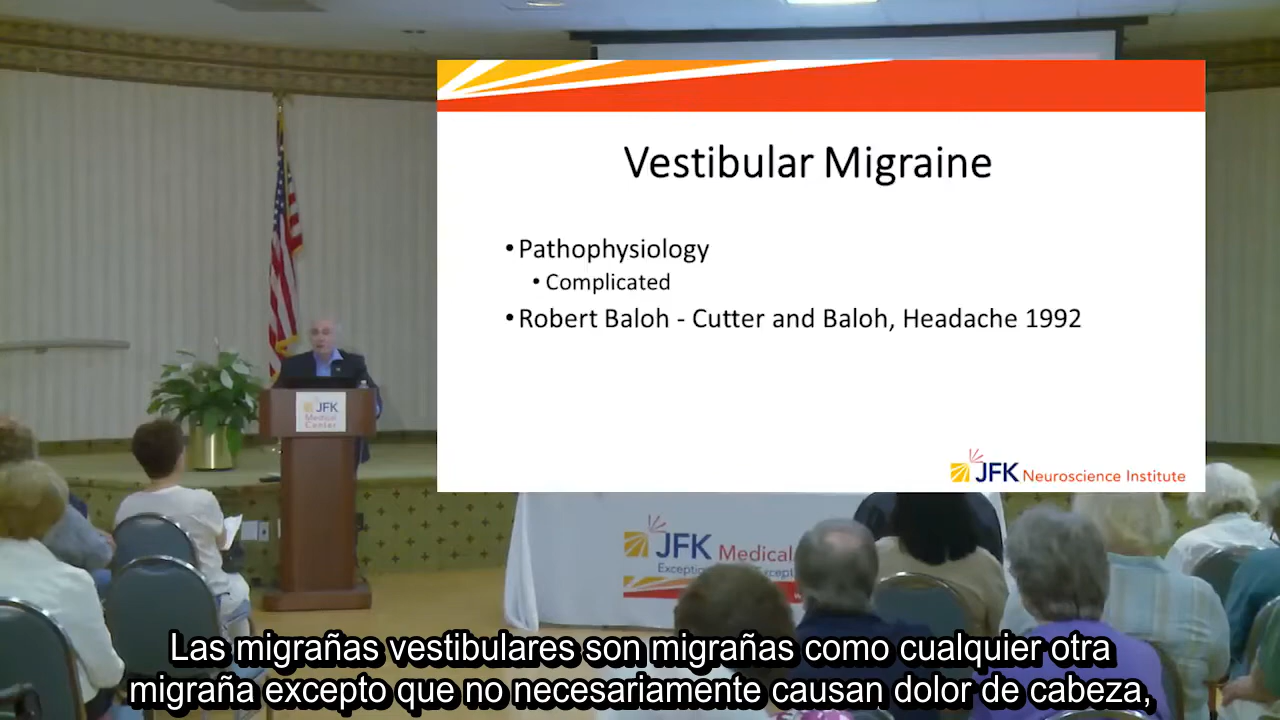 Vestibular Migraine
• Pathophysiology
• Complicated
• Robert Baloh - Cutter and Baloh, Headache 1992
JFK Neuroscience Institute
JFK
Medical
Center
JFK Medical
Las migrañas vestibulares son migrañas como cualquier otra
migraña excepto que no necesariamente causan dolor de cabeza,